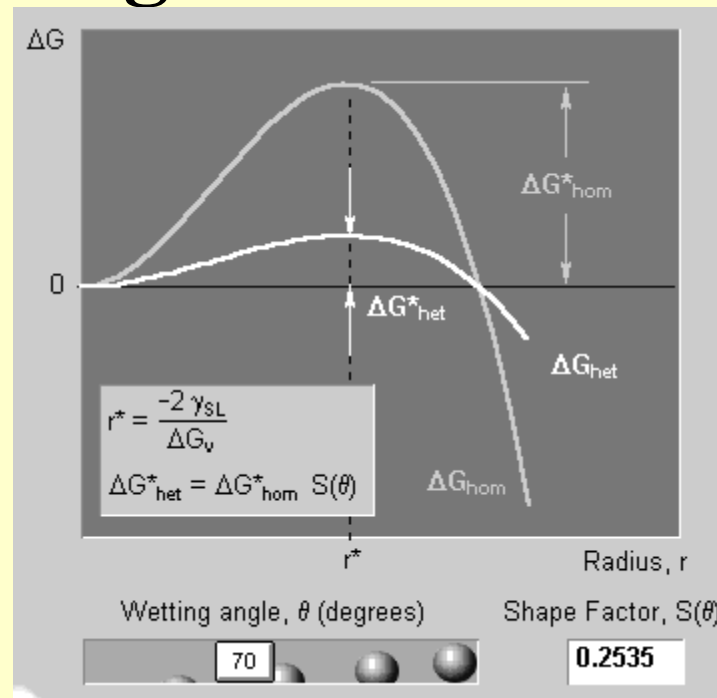 ΔG
ΔG*hom
0
ΔG*het
ΔGhet
r* = -2 γSL / ΔGv
ΔG*het = ΔG*hom S(θ)
ΔGhom
r*
Radius, r
Wetting angle, θ (degrees)
Shape Factor, S(θ)
70
0.2535